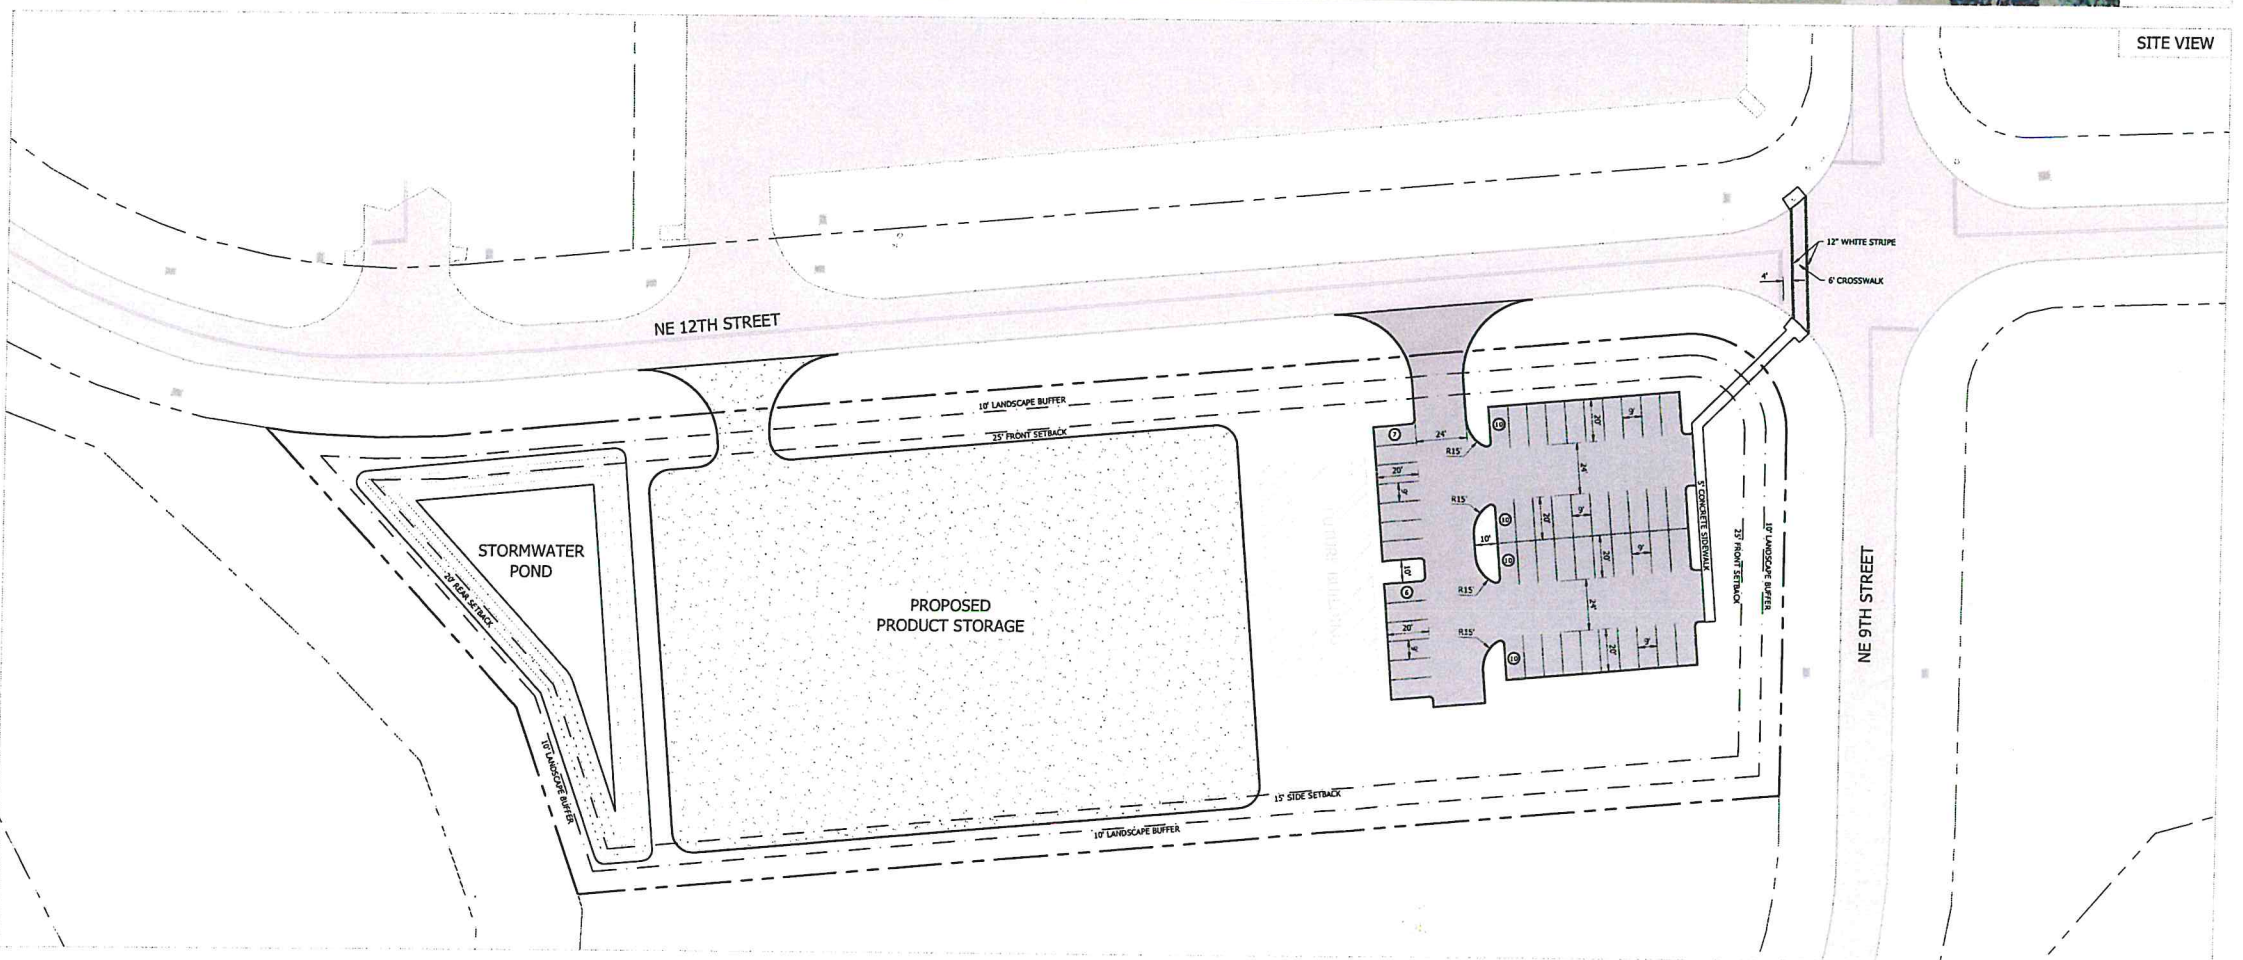 SITE VIEW
12" WHITE STRIPE
4'
6' CROSSWALK
NE 12TH STREET
10' LANDSCAPE BUFFER
25' FRONT SETBACK
7
24'
R15'
10
20'
9'
24'
20'
9'
R15'
10
20'
9'
10'
10
20'
9'
10'
R15'
6
24'
20'
9'
R15'
10
20'
9'
5' CONCRETE SIDEWALK
25' FRONT SETBACK
10' LANDSCAPE BUFFER
NE 9TH STREET
STORMWATER
POND
20' REAR SETBACK
PROPOSED
PRODUCT STORAGE
10' LANDSCAPE BUFFER
15' SIDE SETBACK
10' LANDSCAPE BUFFER